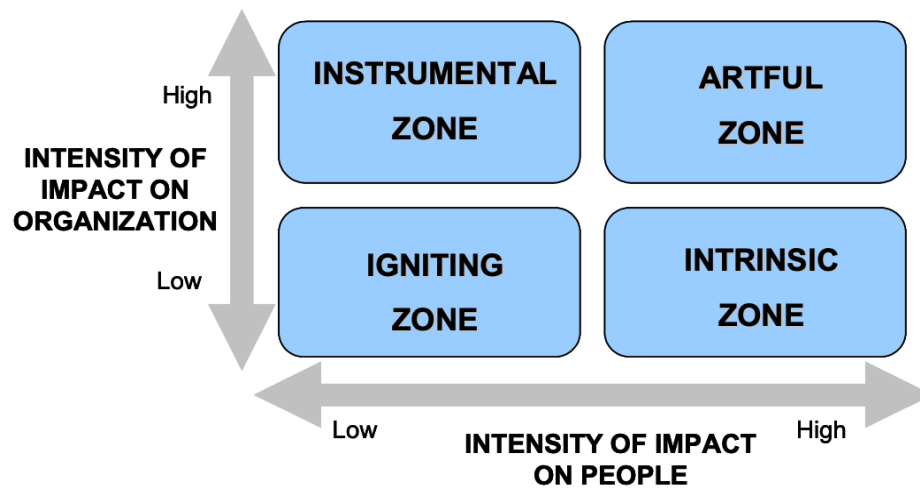 INSTRUMENTAL
ZONE
ARTFUL
ZONE
High
INTENSITY OF
IMPACT ON
ORGANIZATION
Low
IGNITING
ZONE
INTRINSIC
ZONE
Low
High
INTENSITY OF IMPACT
ON PEOPLE